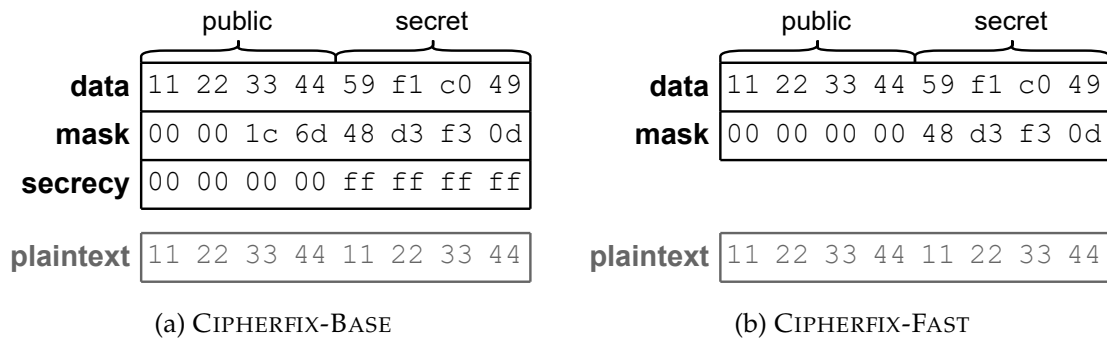 public secret
data 11 22 33 44 59 f1 c0 49
mask 00 00 1c 6d 48 d3 f3 0d
secrecy 00 00 00 00 ff ff ff ff
plaintext 11 22 33 44 11 22 33 44
(a) CIPHERFIX-BASE
public secret
data 11 22 33 44 59 f1 c0 49
mask 00 00 00 00 48 d3 f3 0d
plaintext 11 22 33 44 11 22 33 44
(b) CIPHERFIX-FAST